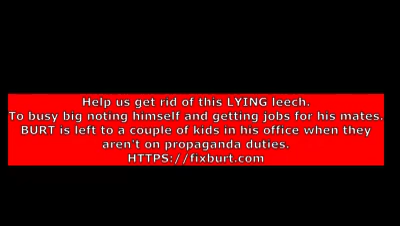 Help us get rid of this LYING leech.
To busy big noting himself and getting jobs for his mates.
BURT is left to a couple of kids in his office when they
aren't on propaganda duties.
HTTPS://fixburt.com